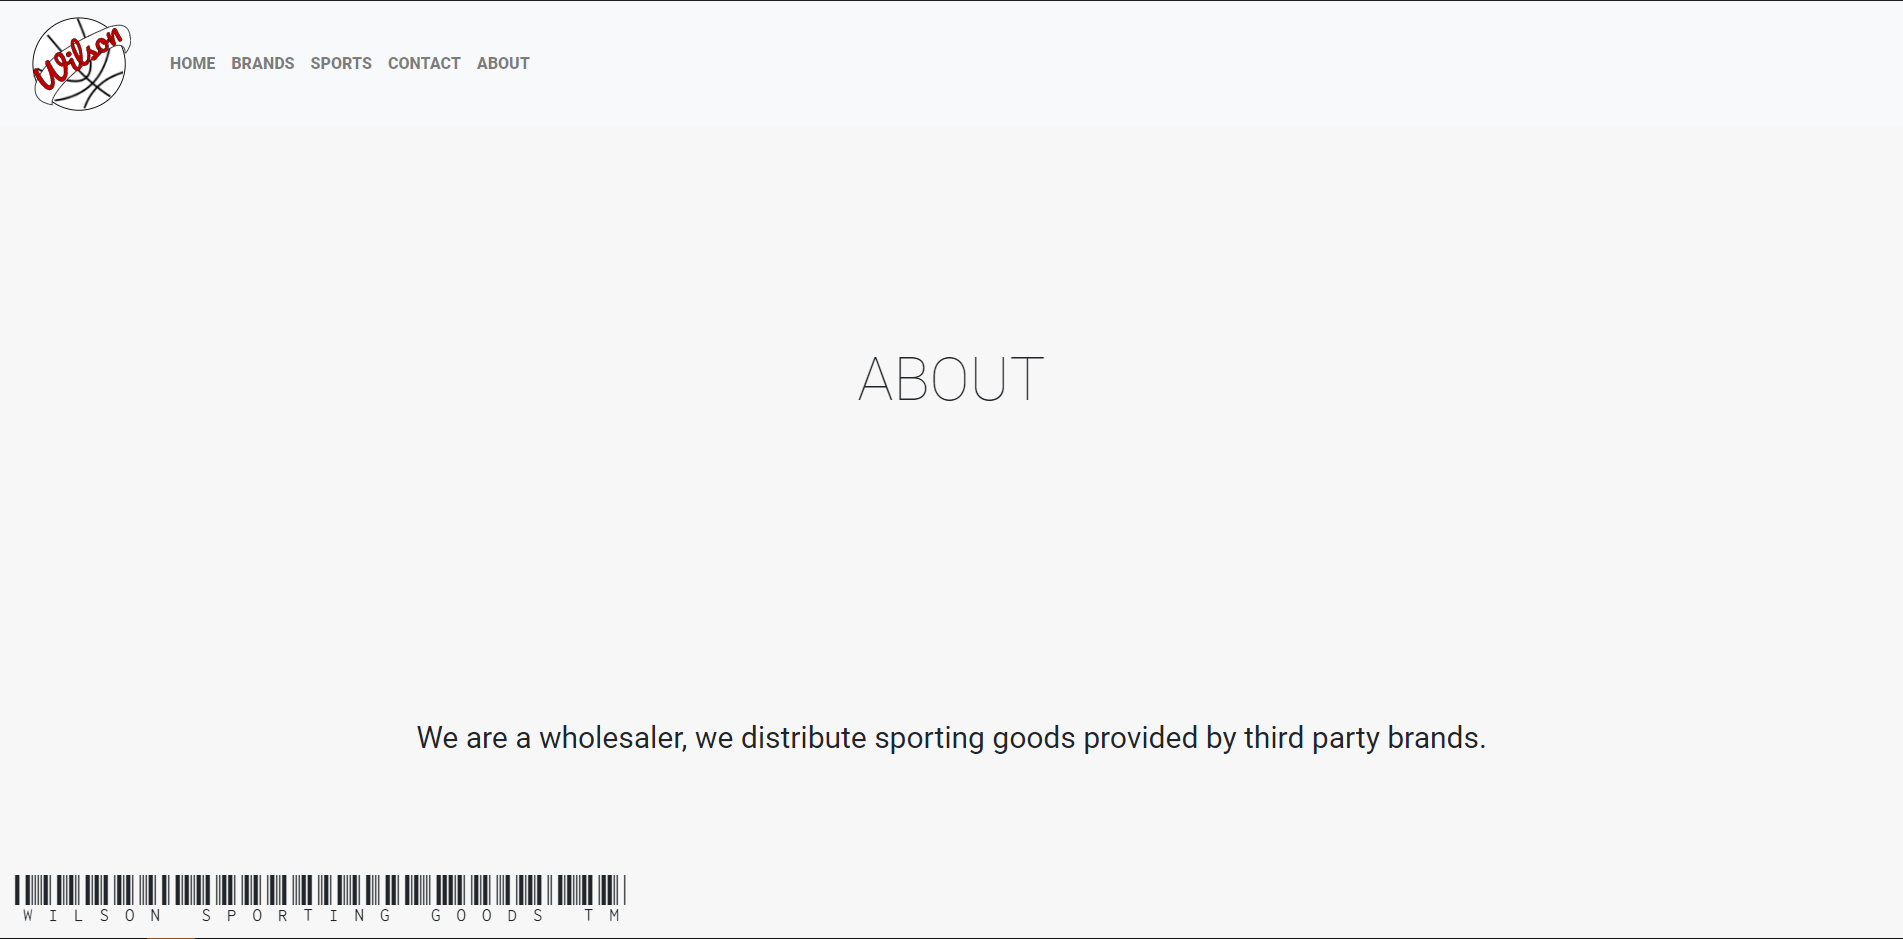 Wilson
HOME BRANDS SPORTS CONTACT ABOUT
ABOUT
We are a wholesaler, we distribute sporting goods provided by third party brands.
WILSON SPORTING GOODS TM